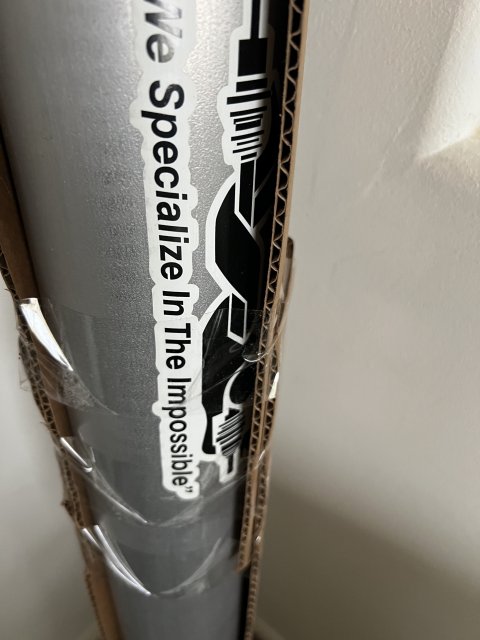 We Specialize In The Impossible”